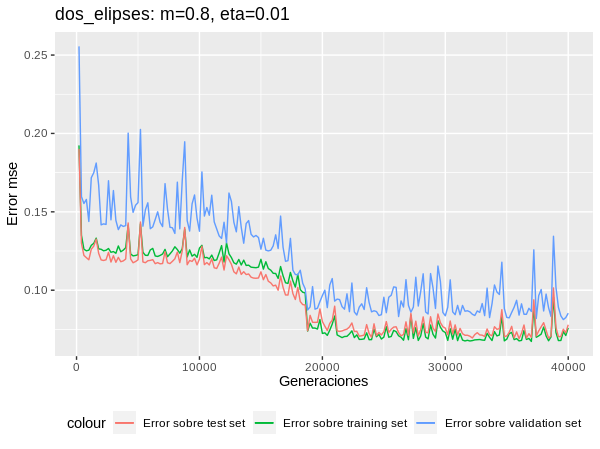 dos_elipses: m=0.8, eta=0.01
Error mse
0.25
0.20
0.15
0.10
0
10000
20000
30000
40000
Generaciones
colour
Error sobre test set
Error sobre training set
Error sobre validation set